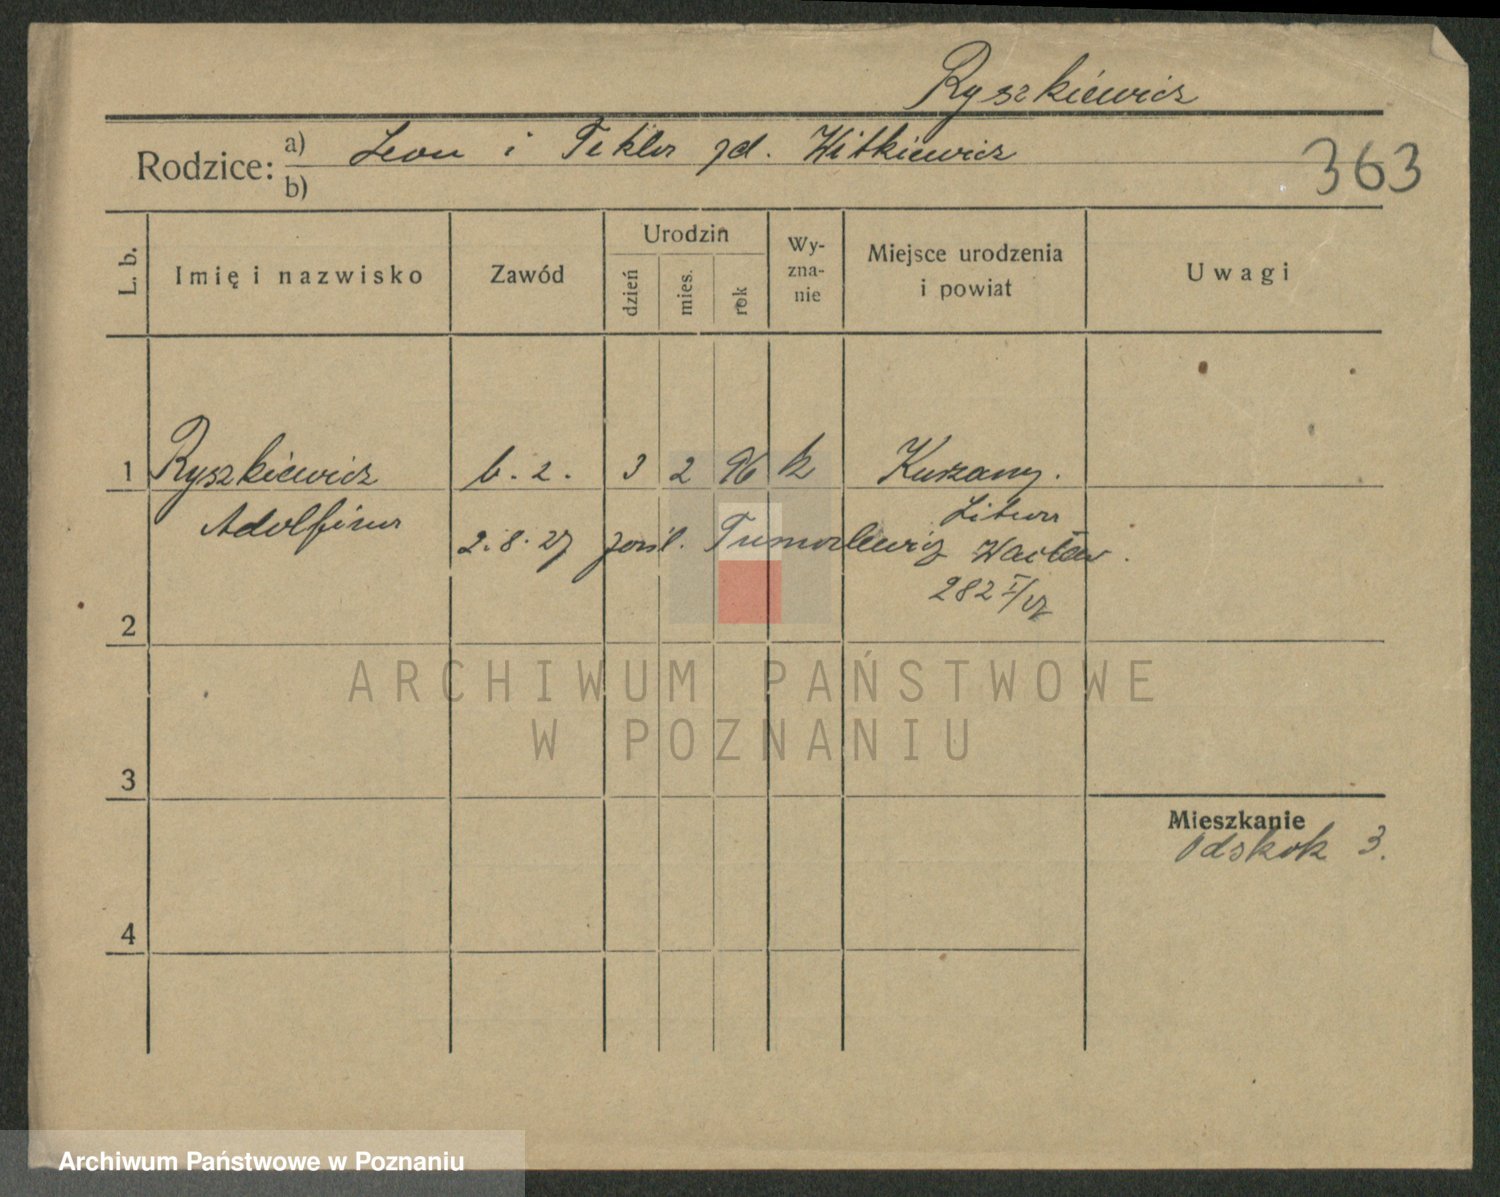 Ryszkiewicz
Rodzice: a) Leon i Tekla zd. Witkiewicz
b)
363
L. b.
Imię i nazwisko
Zawód
Urodzin
dzień
mies.
rok
Wy-
zna-
nie
Miejsce urodzenia
i powiat
Uwagi
1 Ryszkiewicz b. z. 3 2 96 k Kurzany.
Adolfina Litwa
2.8.27 Wacław.
282
2
ARCHIWUM PAŃSTWOWE
W POZNANIU
3
Mieszkanie
Odskok 3.
4
Archiwum Państwowe w Poznaniu